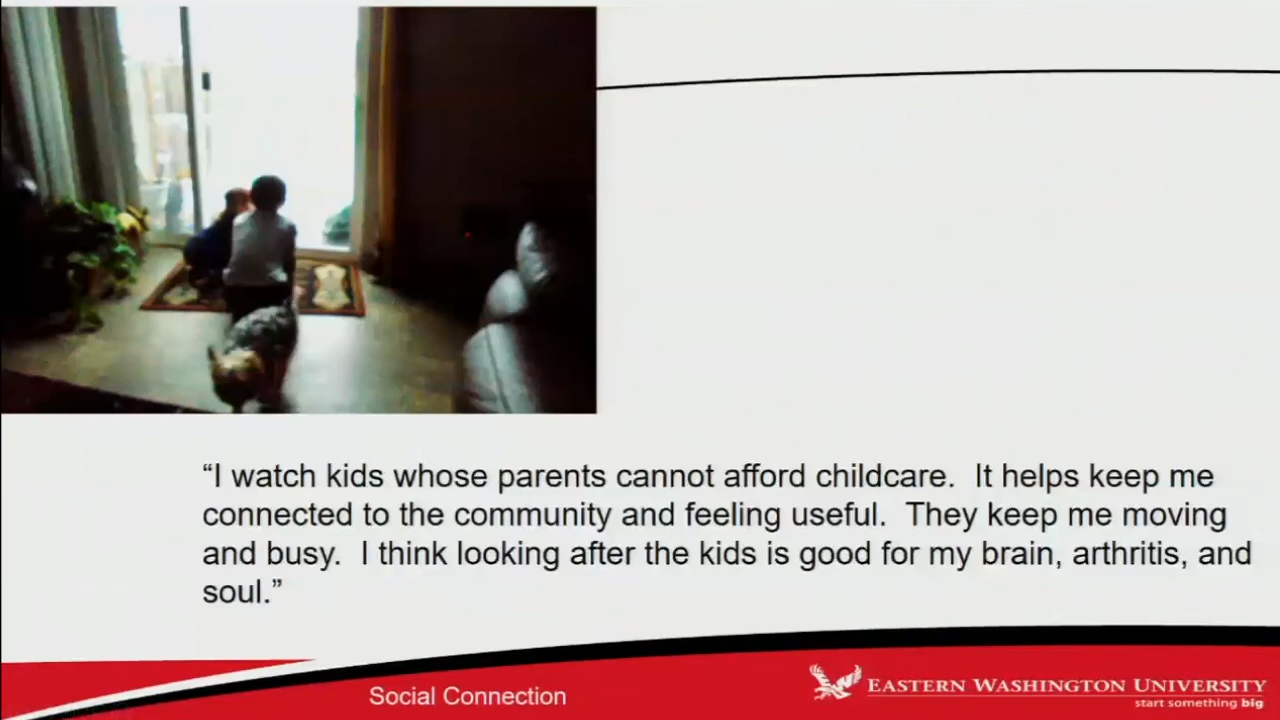 “I watch kids whose parents cannot afford childcare.  It helps keep me
connected to the community and feeling useful.  They keep me moving
and busy.  I think looking after the kids is good for my brain, arthritis, and
soul.”
Social Connection
EASTERN WASHINGTON UNIVERSITY
start something big